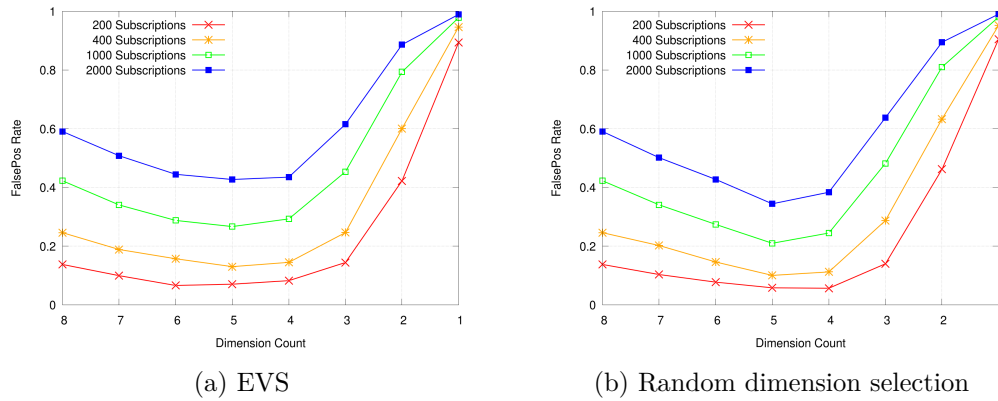 200 Subscriptions
400 Subscriptions
1000 Subscriptions
2000 Subscriptions
FalsePos Rate
1
0.8
0.6
0.4
0.2
0
8 7 6 5 4 3 2 1
Dimension Count
(a) EVS
200 Subscriptions
400 Subscriptions
1000 Subscriptions
2000 Subscriptions
FalsePos Rate
1
0.8
0.6
0.4
0.2
0
8 7 6 5 4 3 2
Dimension Count
(b) Random dimension selection